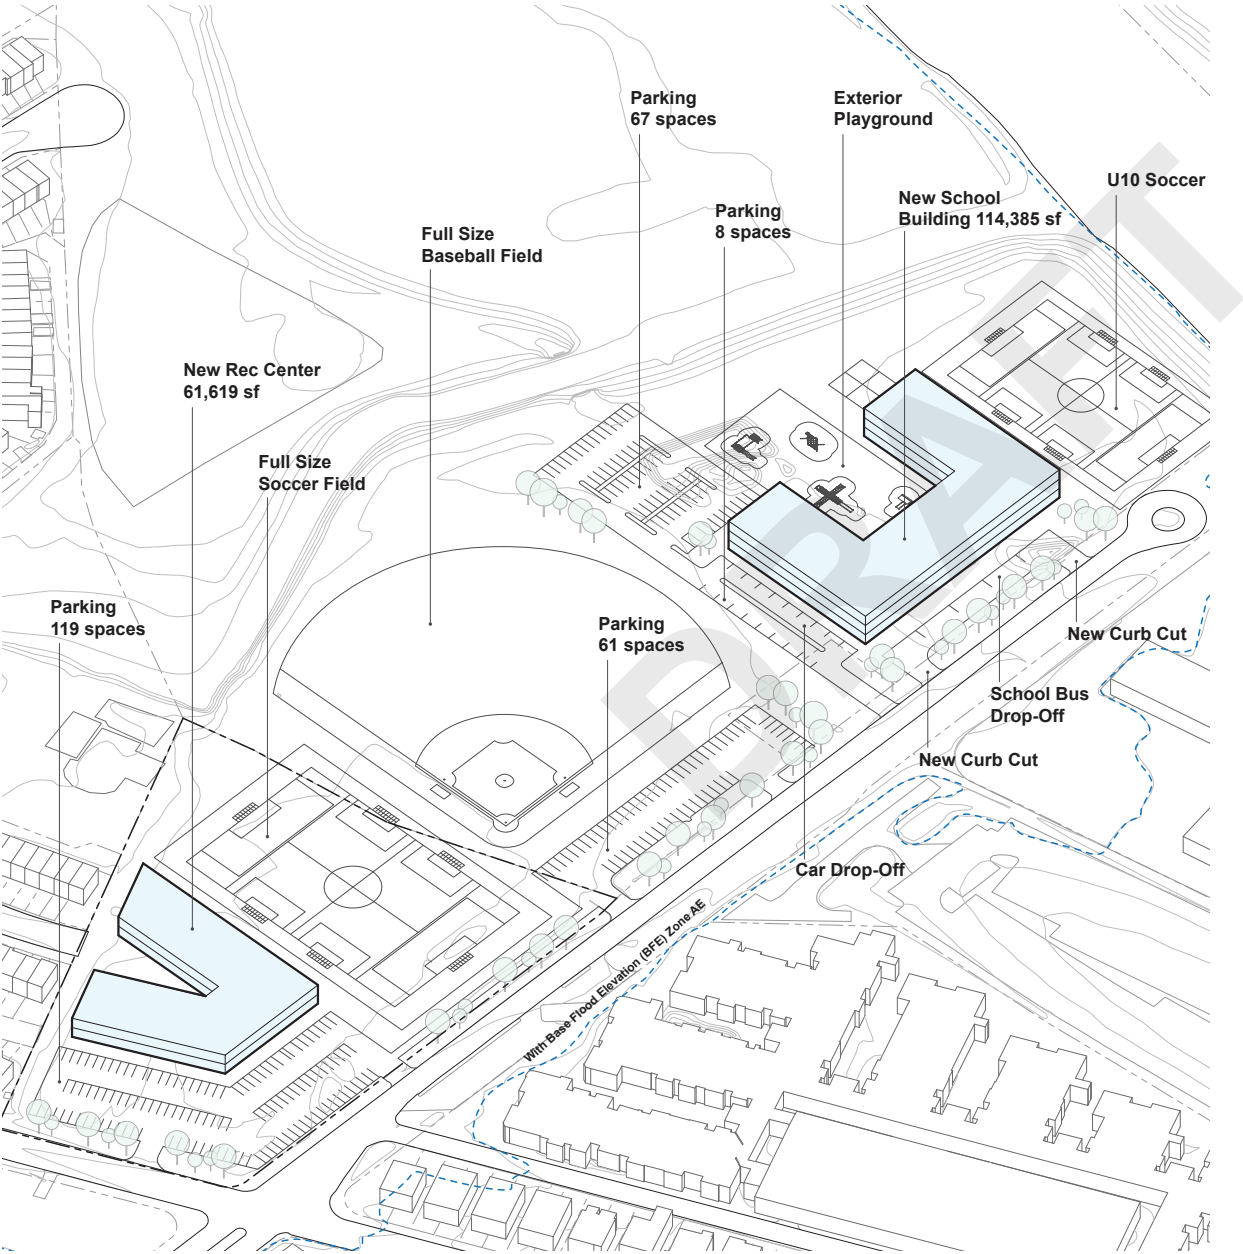 Parking
67 spaces
Exterior
Playground
U10 Soccer
New School
Building 114,385 sf
Parking
8 spaces
Full Size
Baseball Field
New Rec Center
61,619 sf
Full Size
Soccer Field
Parking
119 spaces
Parking
61 spaces
New Curb Cut
School Bus
Drop-Off
New Curb Cut
Car Drop-Off
With Base Flood Elevation (BFE) Zone AE
DRAFT